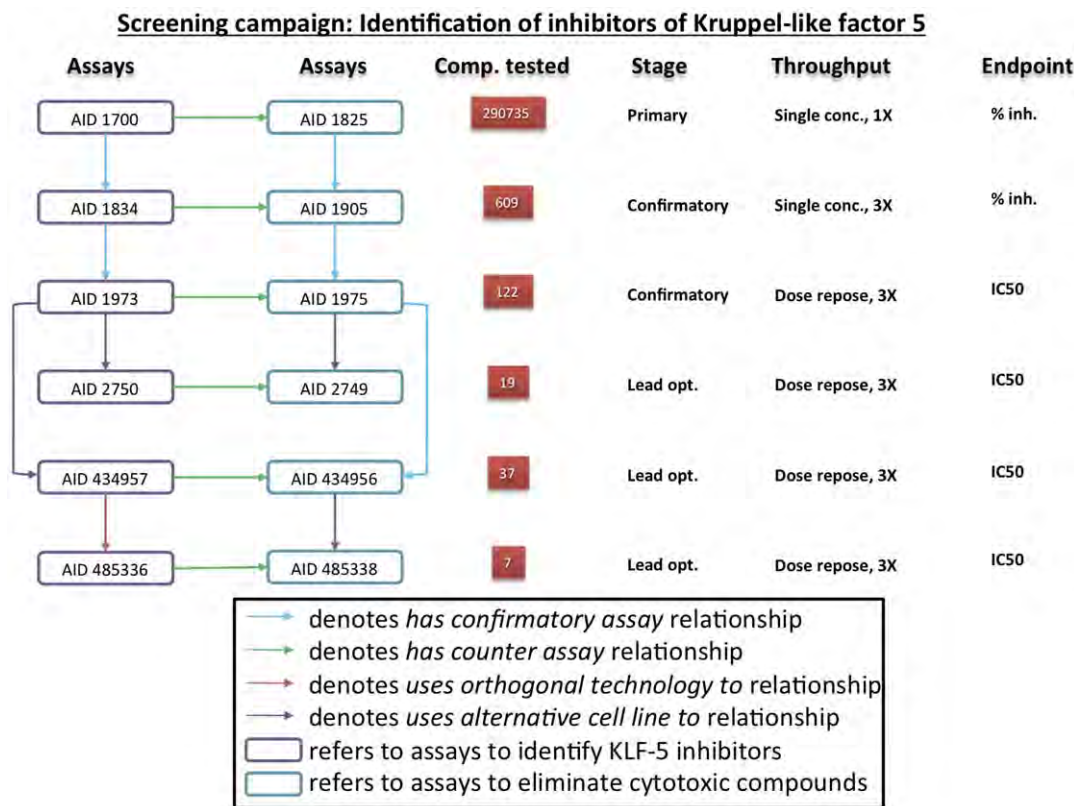 Screening campaign: Identification of inhibitors of Kruppel-like factor 5
Assays Assays Comp. tested Stage Throughput Endpoint
AID 1700 AID 1825 290735 Primary Single conc., 1X % inh.
AID 1834 AID 1905 609 Confirmatory Single conc., 3X % inh.
AID 1973 AID 1975 122 Confirmatory Dose repose, 3X IC50
AID 2750 AID 2749 19 Lead opt. Dose repose, 3X IC50
AID 434957 AID 434956 37 Lead opt. Dose repose, 3X IC50
AID 485336 AID 485338 7 Lead opt. Dose repose, 3X IC50
denotes has confirmatory assay relationship
denotes has counter assay relationship
denotes uses orthogonal technology to relationship
denotes uses alternative cell line to relationship
refers to assays to identify KLF-5 inhibitors
refers to assays to eliminate cytotoxic compounds